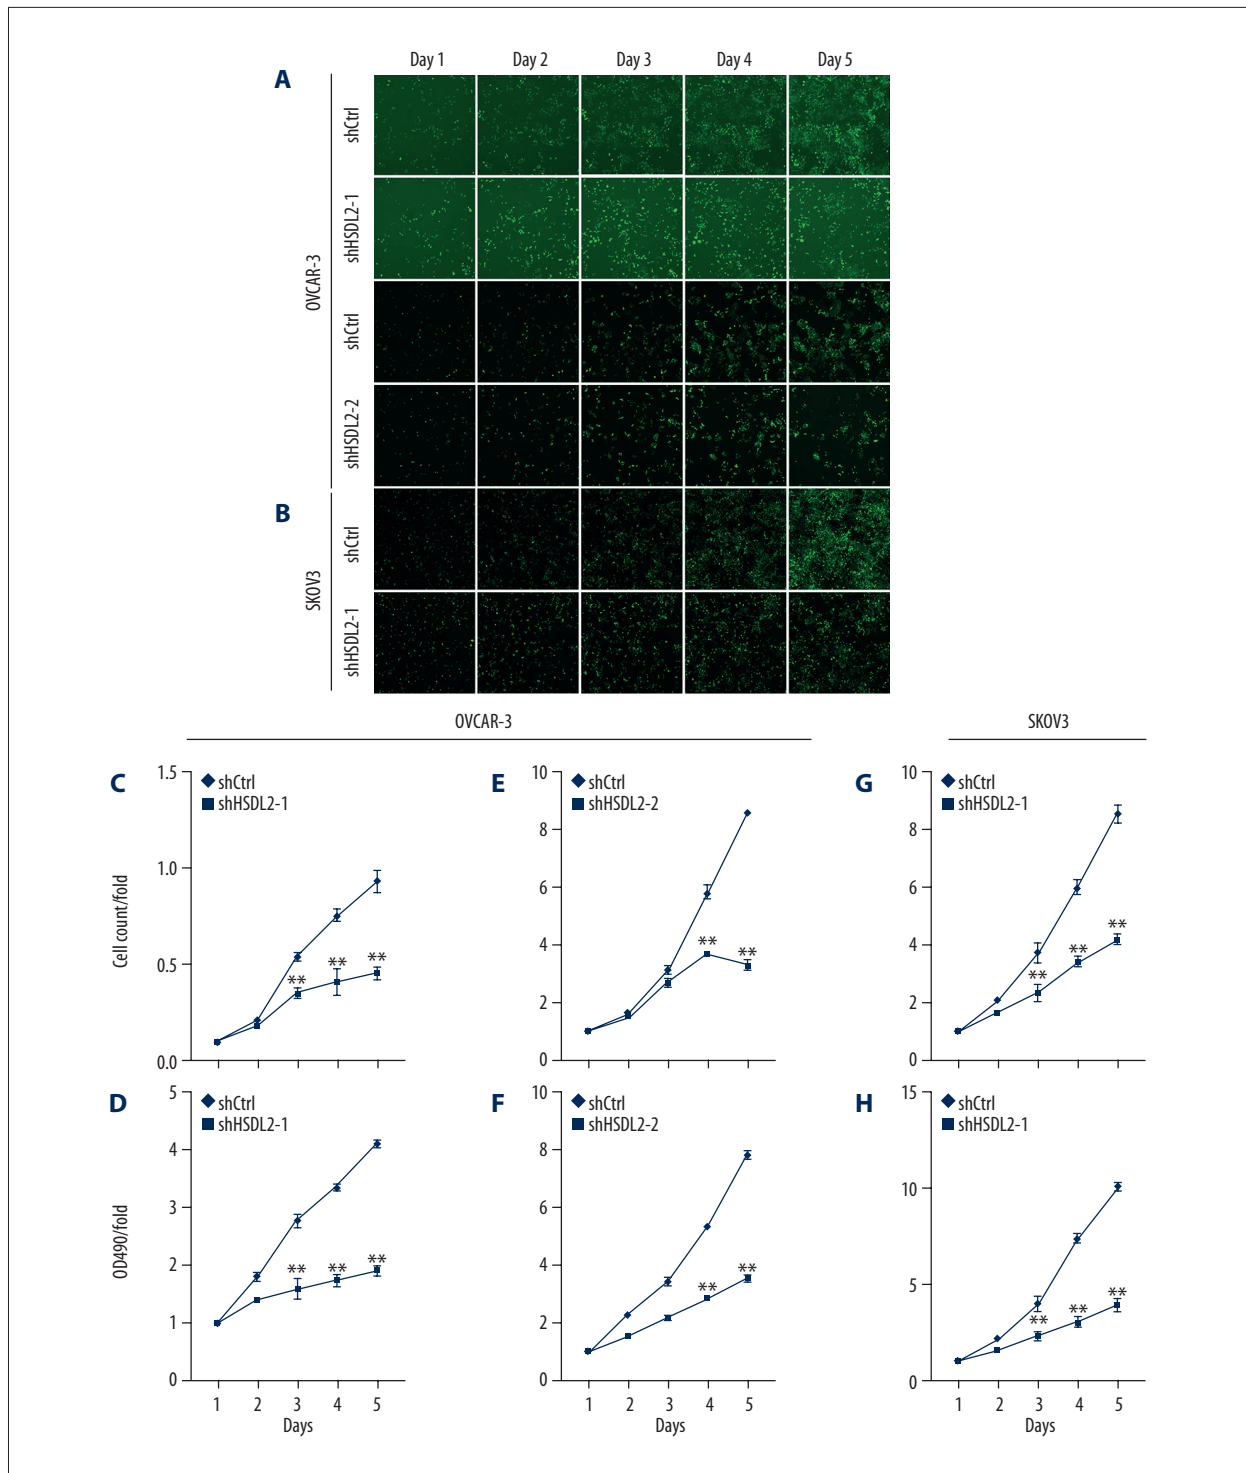 Day 1 Day 2 Day 3 Day 4 Day 5
A
OVCAR-3
shCtrl
shHSDL2-1
shCtrl
shHSDL2-2
B
SKOV3
shCtrl
shHSDL2-1
OVCAR-3
SKOV3
C
Cell count/fold
1.5
1.0
0.5
0.0
shCtrl
shHSDL2-1
** ** **
E
10
8
6
4
2
0
shCtrl
shHSDL2-2
** **
G
10
8
6
4
2
0
shCtrl
shHSDL2-1
** ** **
D
OD490/fold
5
4
3
2
1
0
shCtrl
shHSDL2-1
** ** **
1 2 3 4 5
Days
F
10
8
6
4
2
0
shCtrl
shHSDL2-2
** **
1 2 3 4 5
Days
H
15
10
5
0
shCtrl
shHSDL2-1
** ** **
1 2 3 4 5
Days